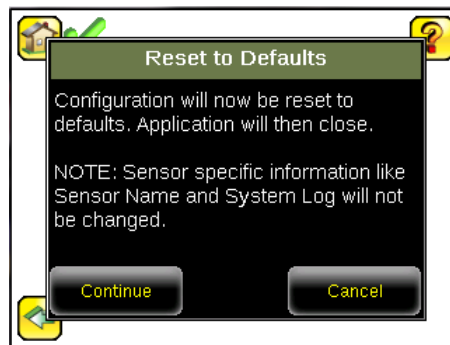 Reset to Defaults
Configuration will now be reset to
defaults. Application will then close.
NOTE: Sensor specific information like
Sensor Name and System Log will not
be changed.
Continue
Cancel
?